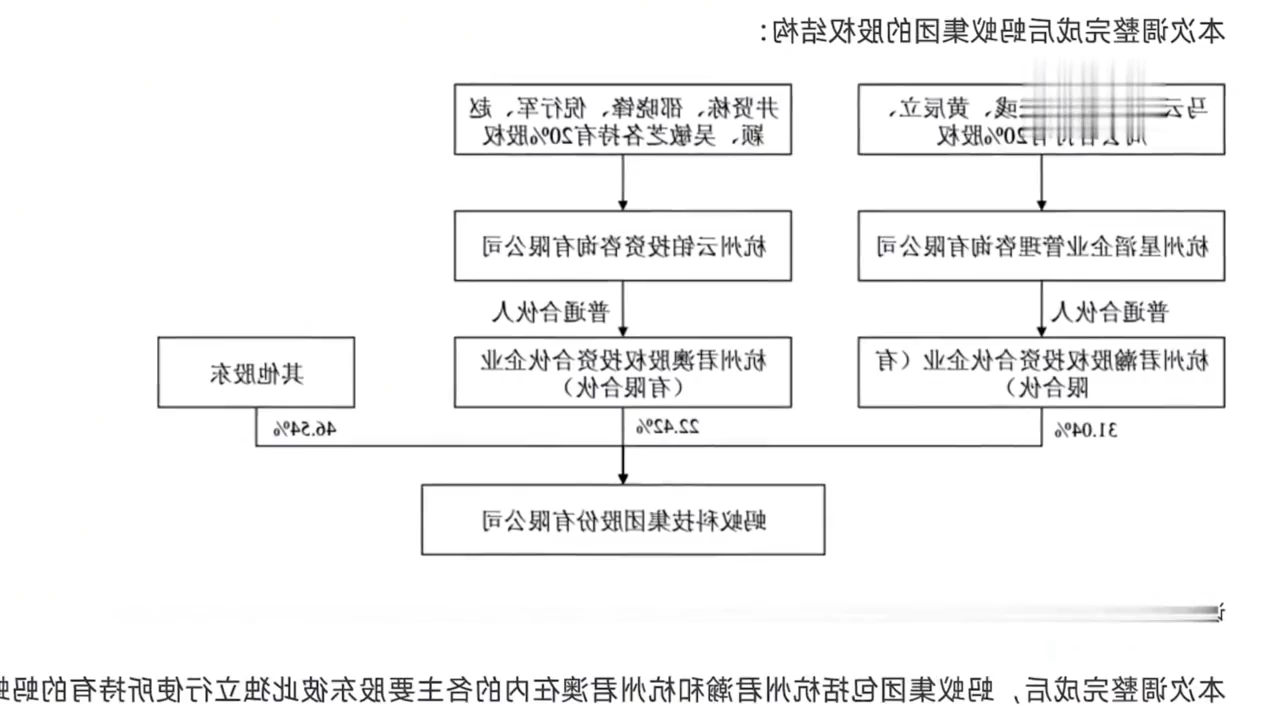 本次调整完成后蚂蚁集团的股权结构：
井贤栋、邵晓锋、倪行军、赵
颖、吴敏芝各持有20%股权
马云
彧、黄辰立、
有20%股权
杭州云铂投资咨询有限公司
杭州星滔企业管理咨询有限公司
普通合伙人
普通合伙人
其他股东
杭州君澳股权投资合伙企业
（有限合伙）
杭州君瀚股权投资合伙企业（有
限合伙）
46.54%
22.42%
31.04%
蚂蚁科技集团股份有限公司
本次调整完成后，蚂蚁集团包括杭州君瀚和杭州君澳在内的各主要股东彼此独立行使所持有的蚂